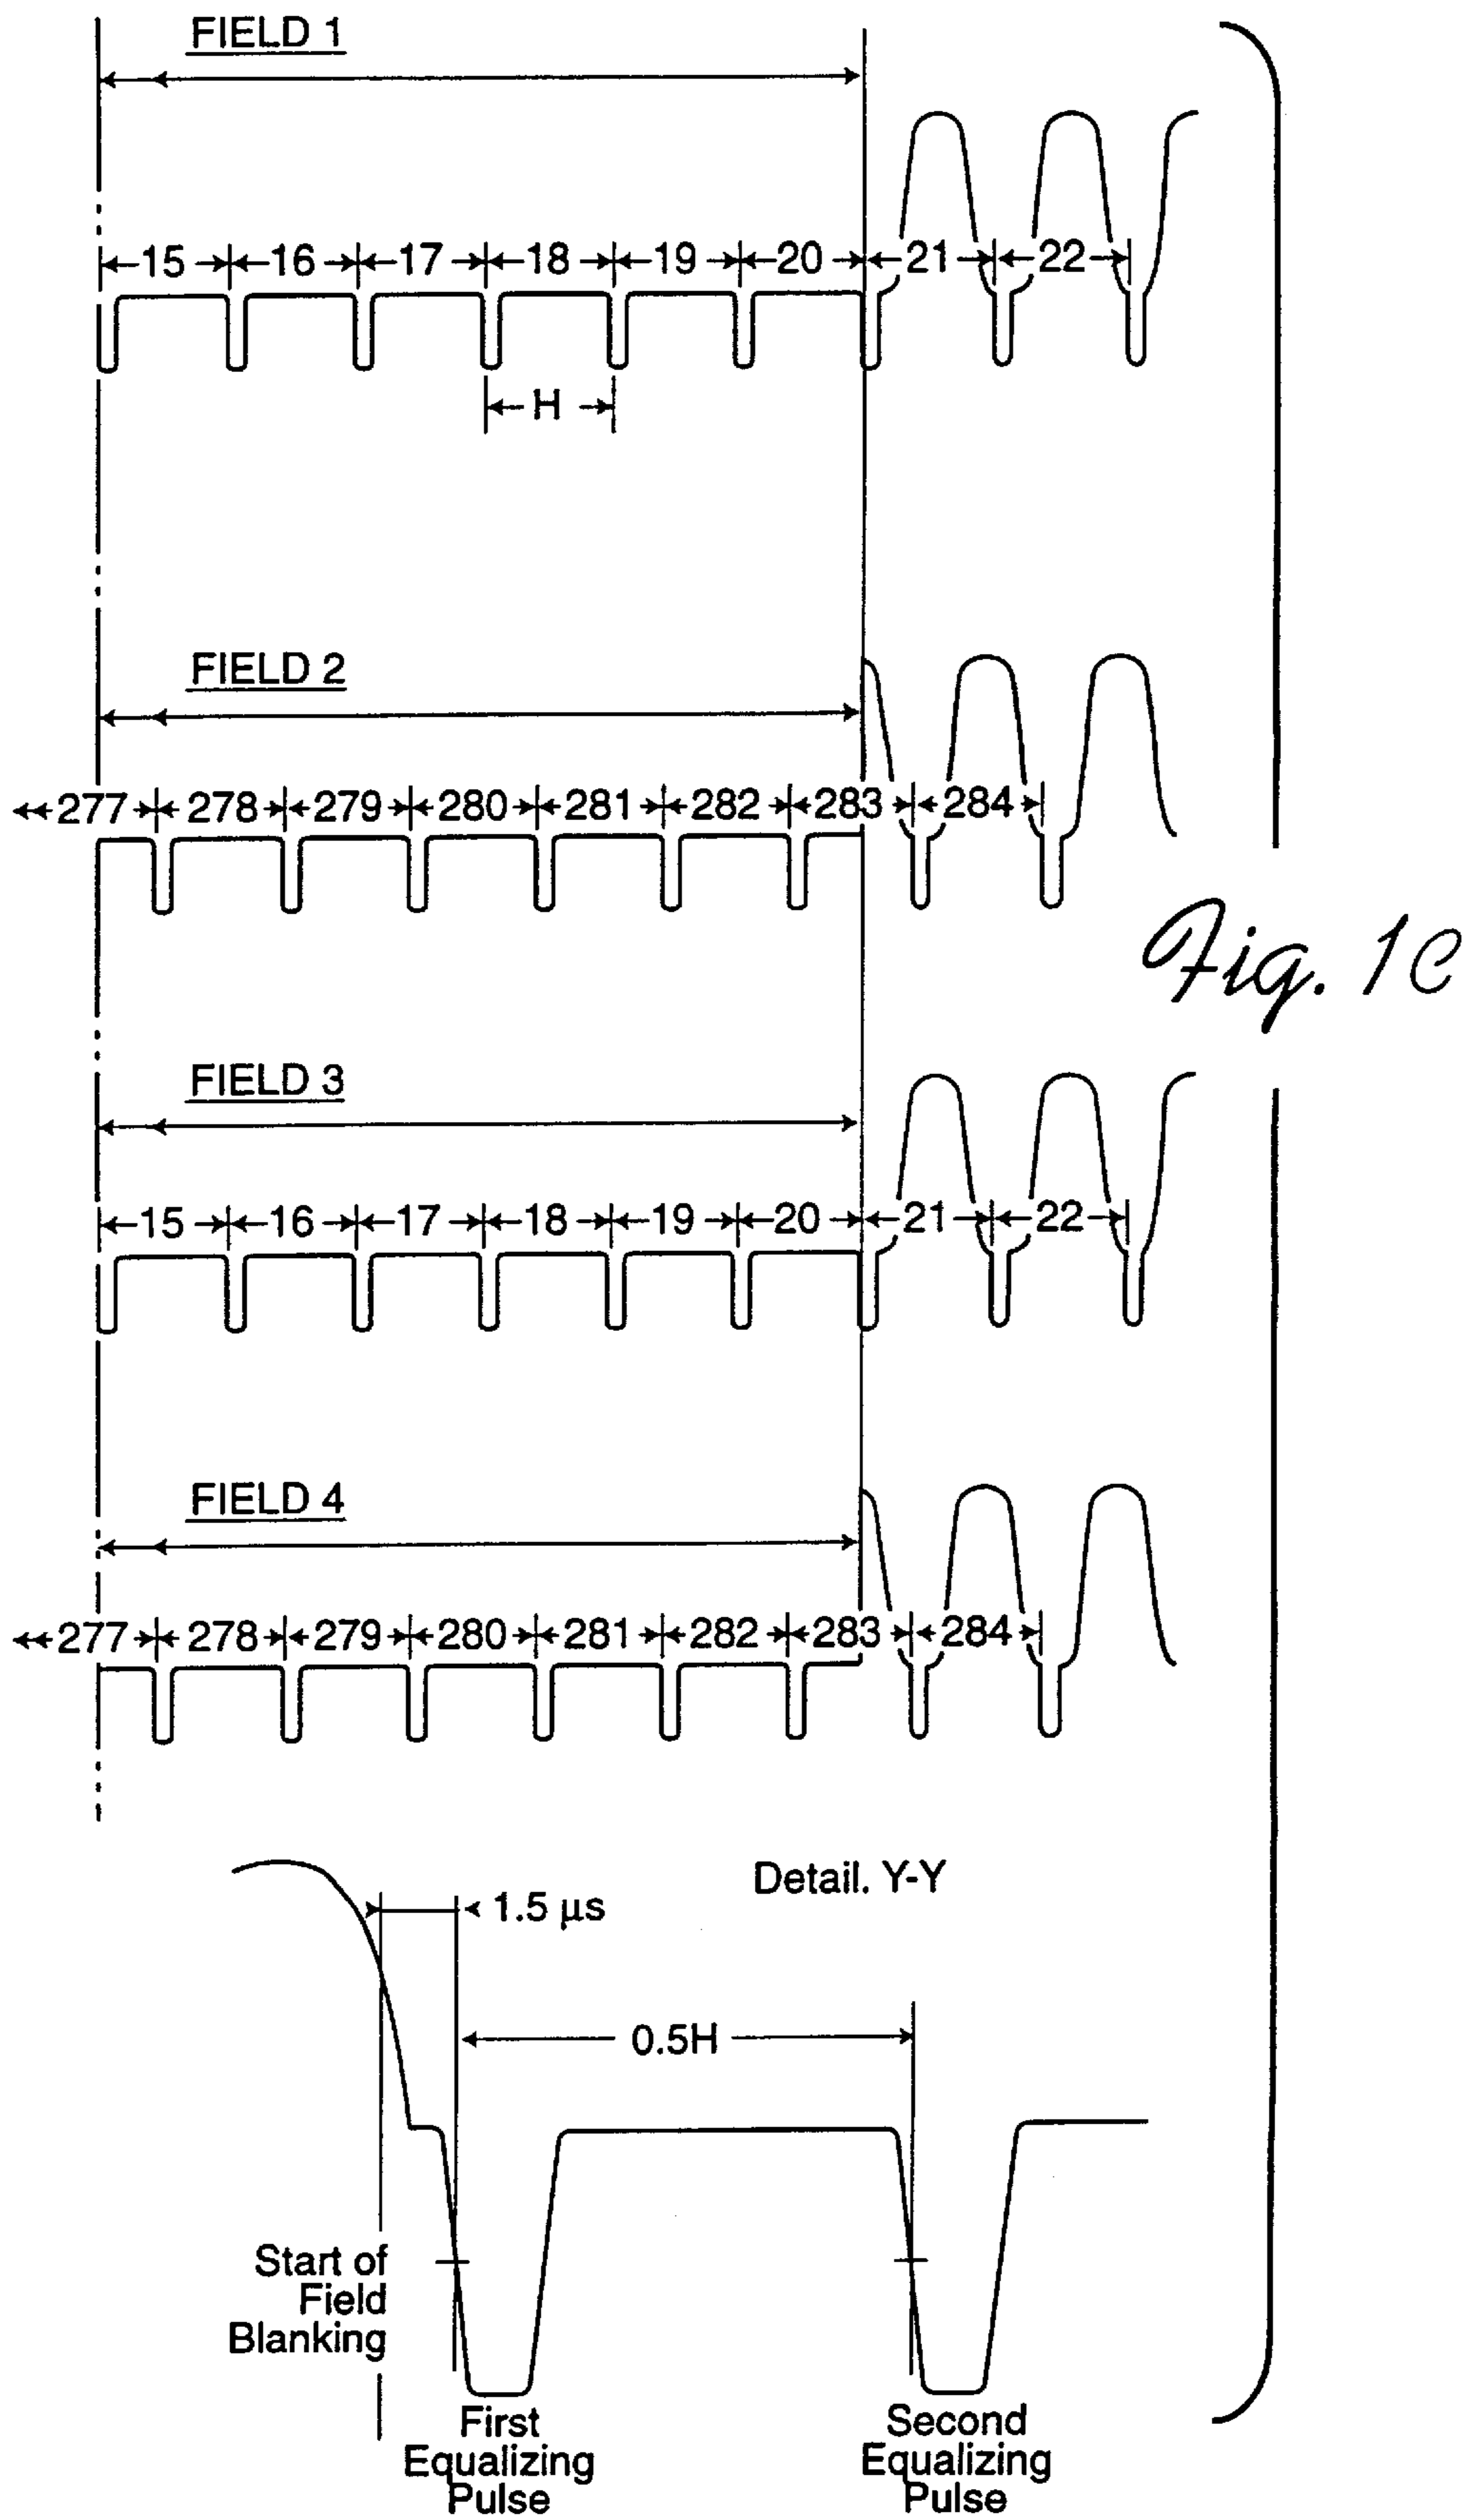 FIELD 1
15 16 17 18 19 20 21 22
H
FIELD 2
277 278 279 280 281 282 283 284
Fig. 1C
FIELD 3
15 16 17 18 19 20 21 22
FIELD 4
277 278 279 280 281 282 283 284
Detail. Y-Y
1.5 µs
0.5H
Start of
Field
Blanking
First
Equalizing
Pulse
Second
Equalizing
Pulse